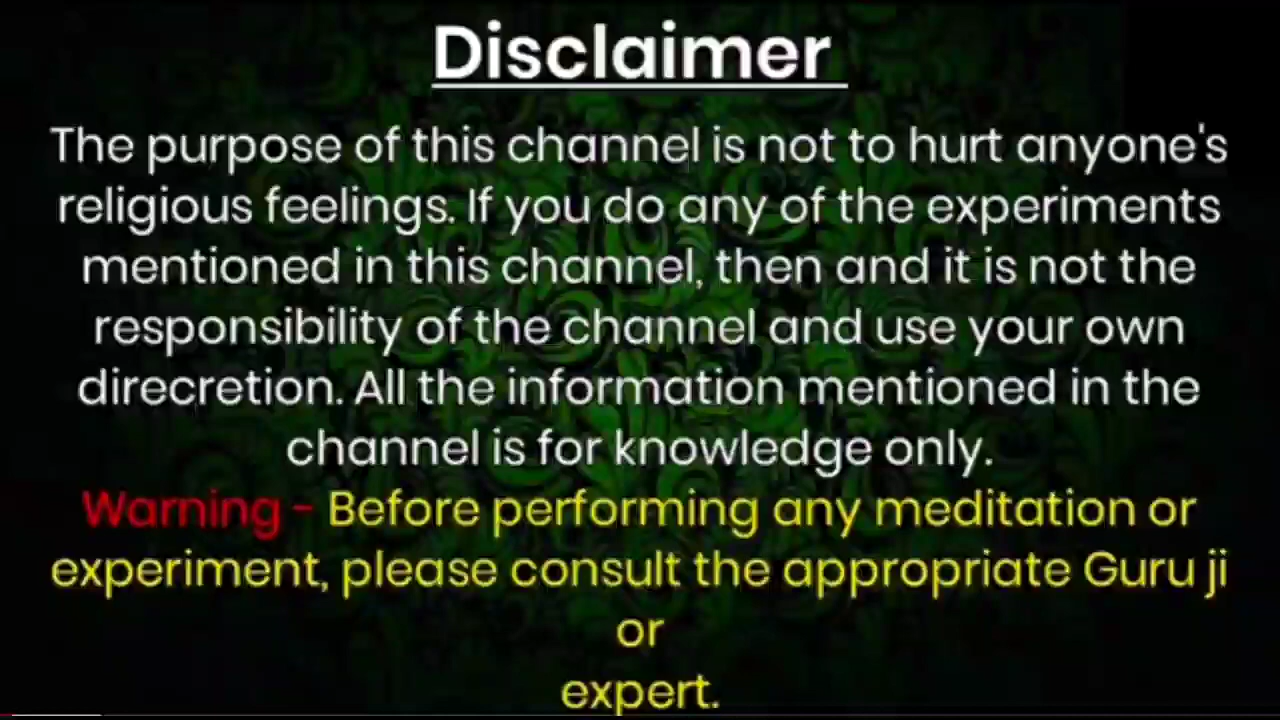 Disclaimer
The purpose of this channel is not to hurt anyone's
religious feelings. If you do any of the experiments
mentioned in this channel, then and it is not the
responsibility of the channel and use your own
direcretion. All the information mentioned in the
channel is for knowledge only.
Warning - Before performing any meditation or
experiment, please consult the appropriate Guru ji
or
expert.